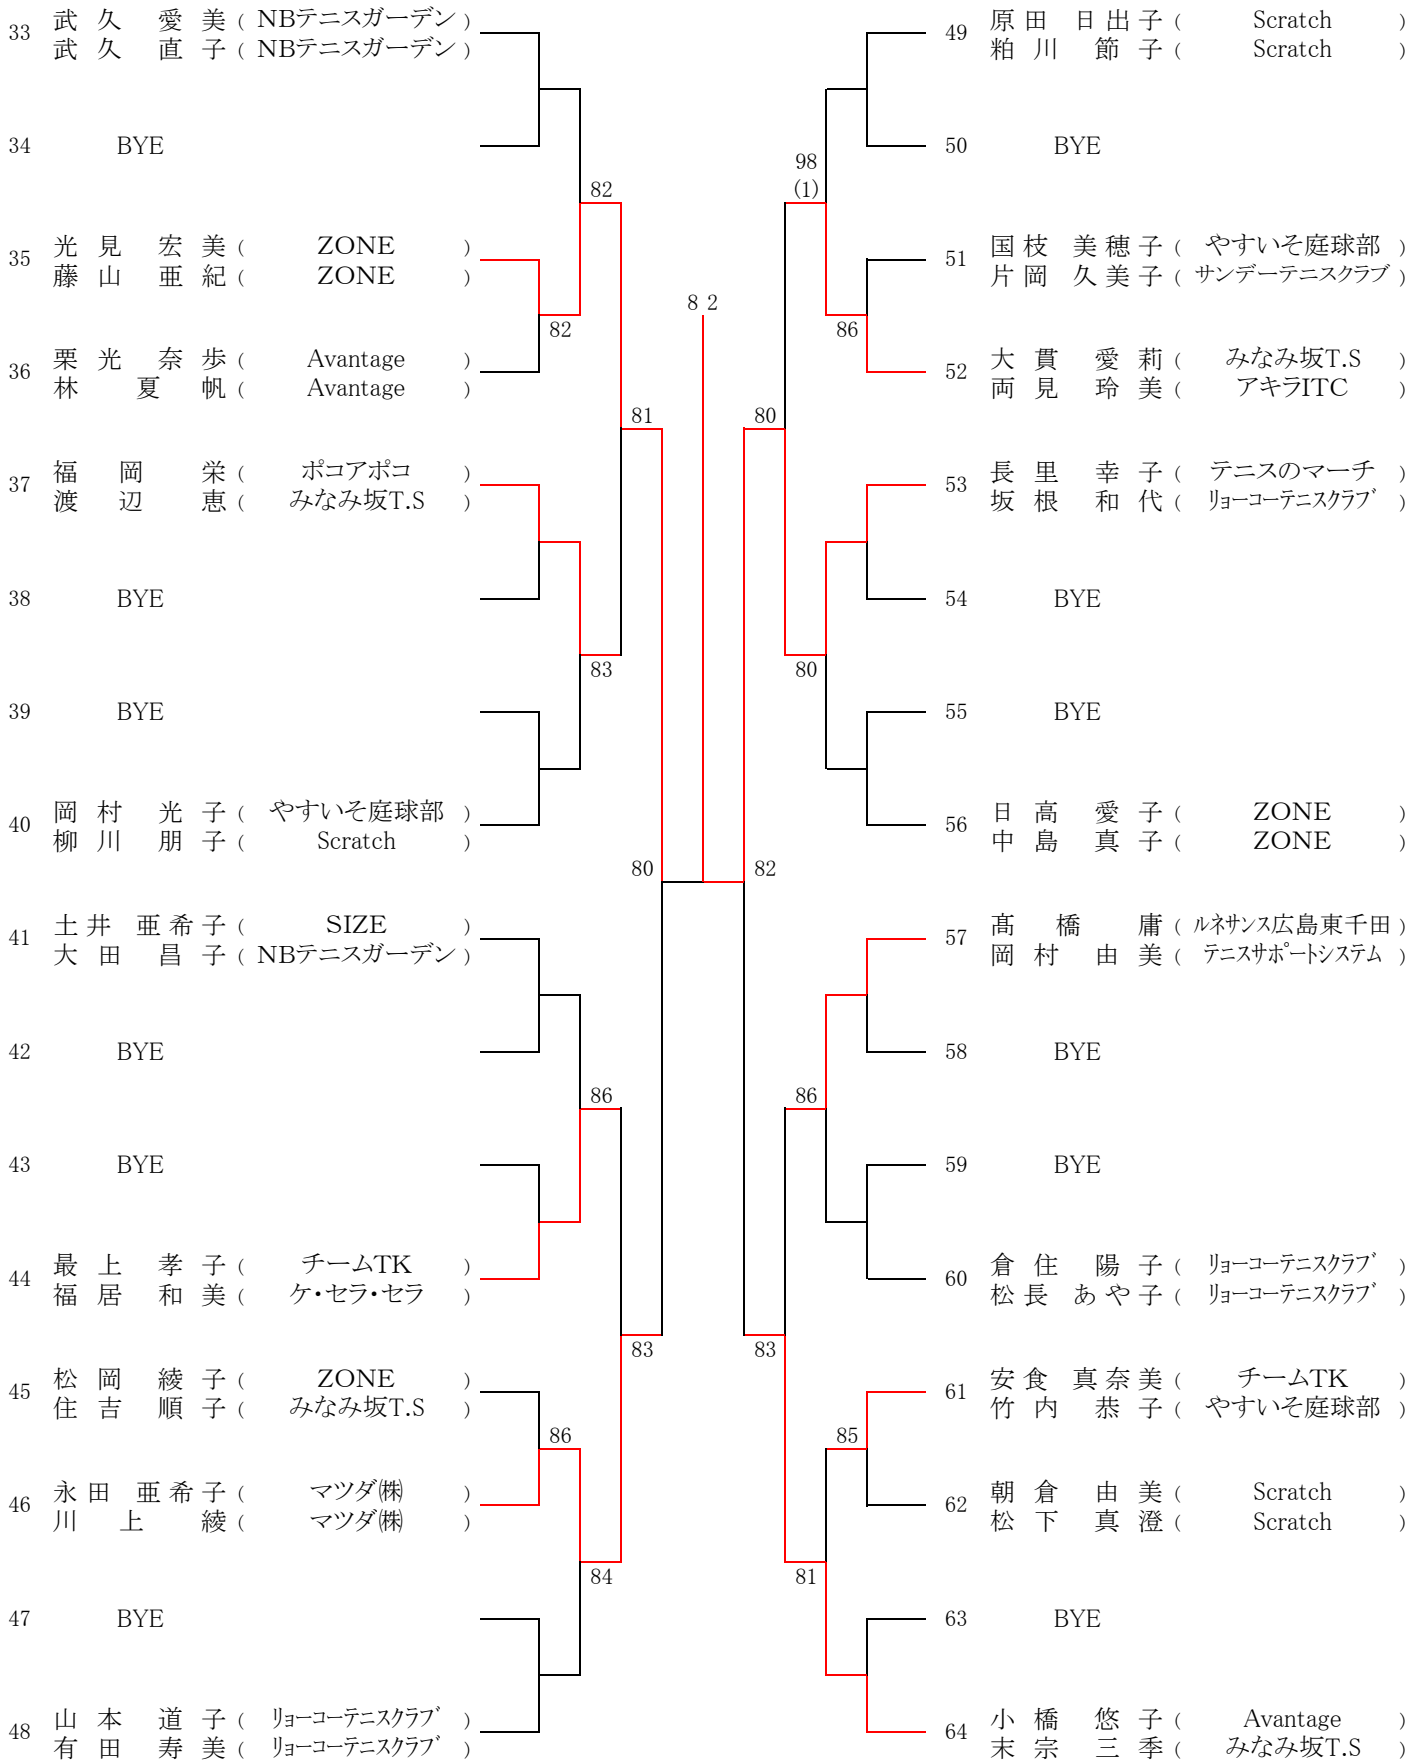 33 武久 愛美 ( NBテニスガーデン )
武久 直子 ( NBテニスガーデン )
34 BYE
82
35 光見 宏美 ( ZONE )
藤山 亜紀 ( ZONE )
82
36 栗光 奈歩 ( Avantage )
林 夏帆 ( Avantage )
81
37 福岡 栄 ( ポコアポコ )
渡辺 恵 ( みなみ坂T.S )
38 BYE
83
39 BYE
40 岡村 光子 ( やすいそ庭球部 )
柳川 朋子 ( Scratch )
80
41 土井 亜希子 ( SIZE )
大田 昌子 ( NBテニスガーデン )
42 BYE
86
43 BYE
44 最上 孝子 ( チームTK )
福居 和美 ( ケ・セラ・セラ )
83
45 松岡 綾子 ( ZONE )
住吉 順子 ( みなみ坂T.S )
86
46 永田 亜希子 ( マツダ㈱ )
川上 綾 ( マツダ㈱ )
84
47 BYE
48 山本 道子 ( リョーコーテニスクラブ )
有田 寿美 ( リョーコーテニスクラブ )
8 2
49 原田 日出子 ( Scratch )
粕川 節子 ( Scratch )
50 BYE
98
(1)
51 国枝 美穂子 ( やすいそ庭球部 )
片岡 久美子 ( サンデーテニスクラブ )
86
52 大貫 愛莉 ( みなみ坂T.S )
両見 玲美 ( アキラITC )
80
53 長里 幸子 ( テニスのマーチ )
坂根 和代 ( リョーコーテニスクラブ )
54 BYE
80
55 BYE
56 日高 愛子 ( ZONE )
中島 真子 ( ZONE )
82
57 髙橋 庸 ( ルネサンス広島東千田 )
岡村 由美 ( テニスサポートシステム )
58 BYE
86
59 BYE
60 倉住 陽子 ( リョーコーテニスクラブ )
松長 あや子 ( リョーコーテニスクラブ )
83
61 安食 真奈美 ( チームTK )
竹内 恭子 ( やすいそ庭球部 )
85
62 朝倉 由美 ( Scratch )
松下 真澄 ( Scratch )
81
63 BYE
64 小橋 悠子 ( Avantage )
末宗 三季 ( みなみ坂T.S )